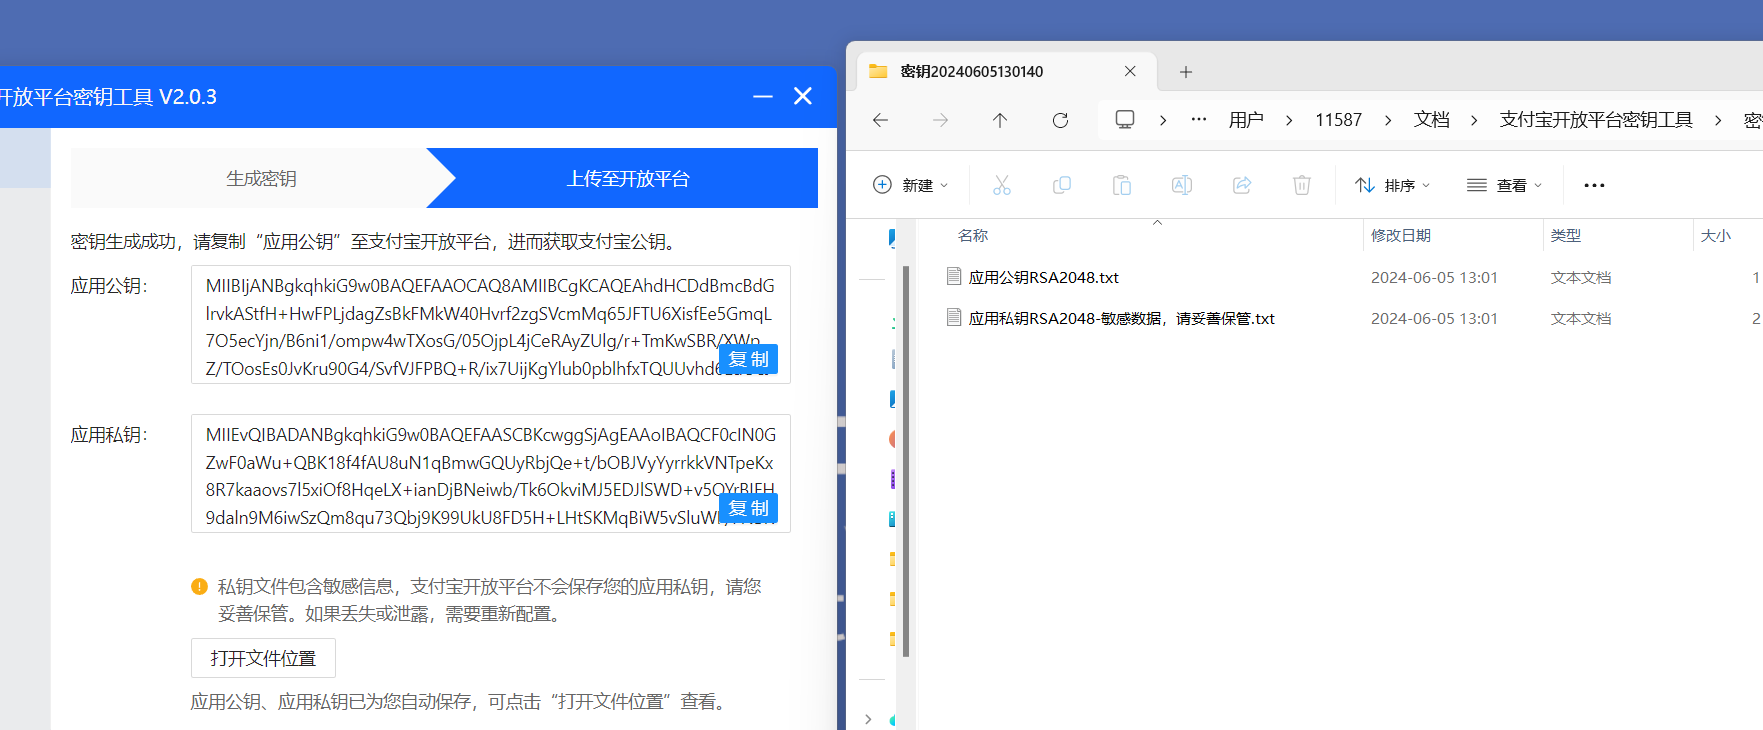 开放平台密钥工具 V2.0.3
生成密钥
上传至开放平台
密钥生成成功，请复制“应用公钥”至支付宝开放平台，进而获取支付宝公钥。
应用公钥：
MIIBIjANBgkqhkiG9w0BAQEFAAOCAQ8AMIIBCgKCAQEAhdHCDdBmcBdG
lrvkAStfH+HwFPLjdagZsBkFMkW40Hvrf2zgSVcmMq65JFTU6XisfEe5GmqL
7O5ecYjn/B6ni1/ompw4wTXosG/05OjpL4jCeRAyZUlg/r+TmKwSBR/XWp
Z/TOosEs0JvKru90G4/SvfVJFPBQ+R/ix7UijKgYlub0pblhfxTQUUvhd6
复制
应用私钥：
复制
私钥文件包含敏感信息，支付宝开放平台不会保存您的应用私钥，请您
妥善保管。如果丢失或泄露，需要重新配置。
打开文件位置
应用公钥、应用私钥已为您自动保存，可点击“打开文件位置”查看。
密钥20240605130140
··· 用户 11587 文档 支付宝开放平台密钥工具 密
新建 排序 查看 ···
名称 修改日期 类型 大小
应用公钥RSA2048.txt 2024-06-05 13:01 文本文档 1
应用私钥RSA2048-敏感数据，请妥善保管.txt 2024-06-05 13:01 文本文档 2